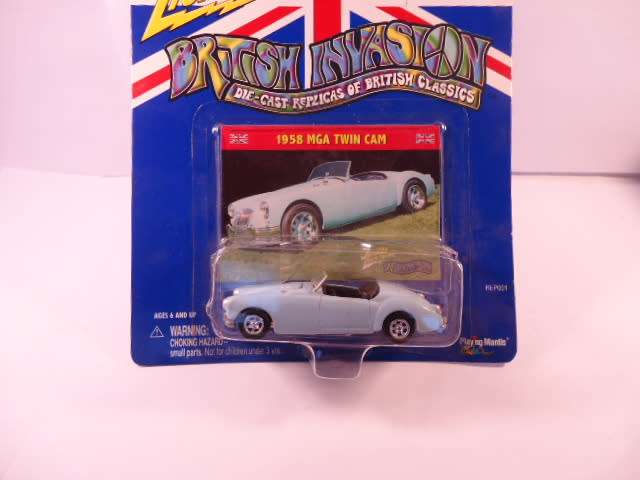 BRITISH INVASION
DIE-CAST REPLICAS OF BRITISH CLASSICS
1958 MGA TWIN CAM
REP001
AGES 6 AND UP
WARNING:
CHOKING HAZARD—
small parts. Not for children under 3 yrs.
Playing Mantis